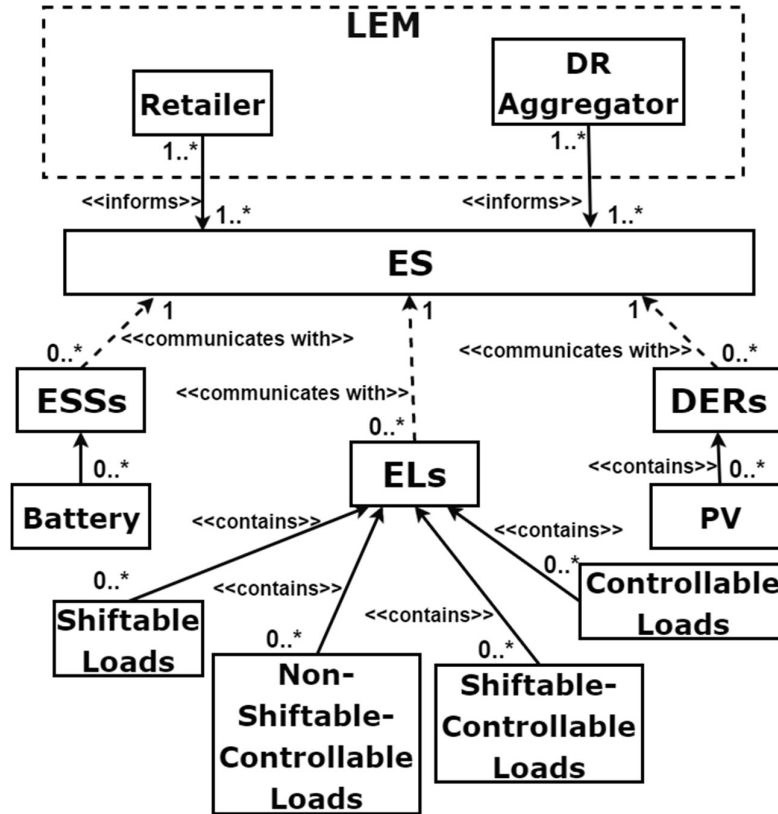 LEM
Retailer
DR
Aggregator
1..*
1..*
<<informs>>
<<informs>>
1..*
1..*
ES
1
1
1
<<communicates with>>
0..*
<<communicates with>>
0..*
ESSs
<<communicates with>>
DERs
0..*
ELs
0..*
<<contains>>
0..*
Battery
PV
<<contains>>
<<contains>>
0..*
0..*
Controllable
Loads
<<contains>>
<<contains>>
Shiftable
Loads
0..*
0..*
Non-
Shiftable-
Controllable
Loads
Shiftable-
Controllable
Loads